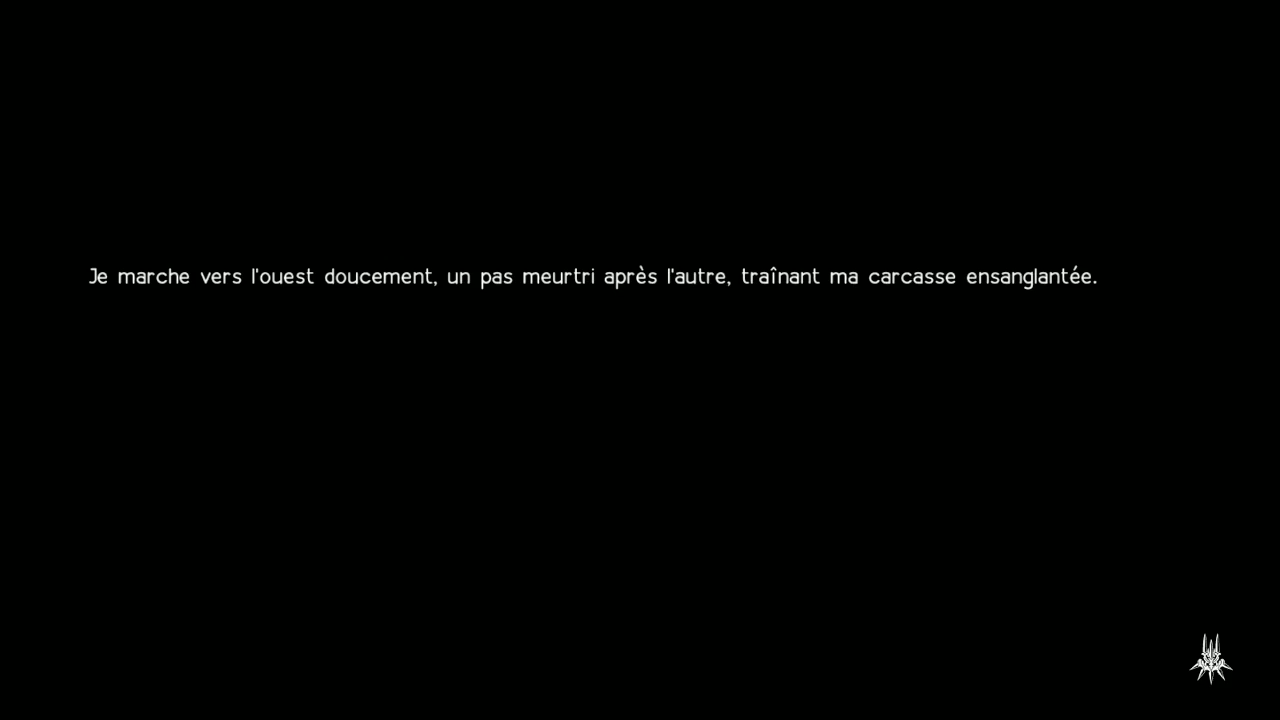 Je marche vers l'ouest doucement, un pas meurtri après l'autre, traînant ma carcasse ensanglantée.